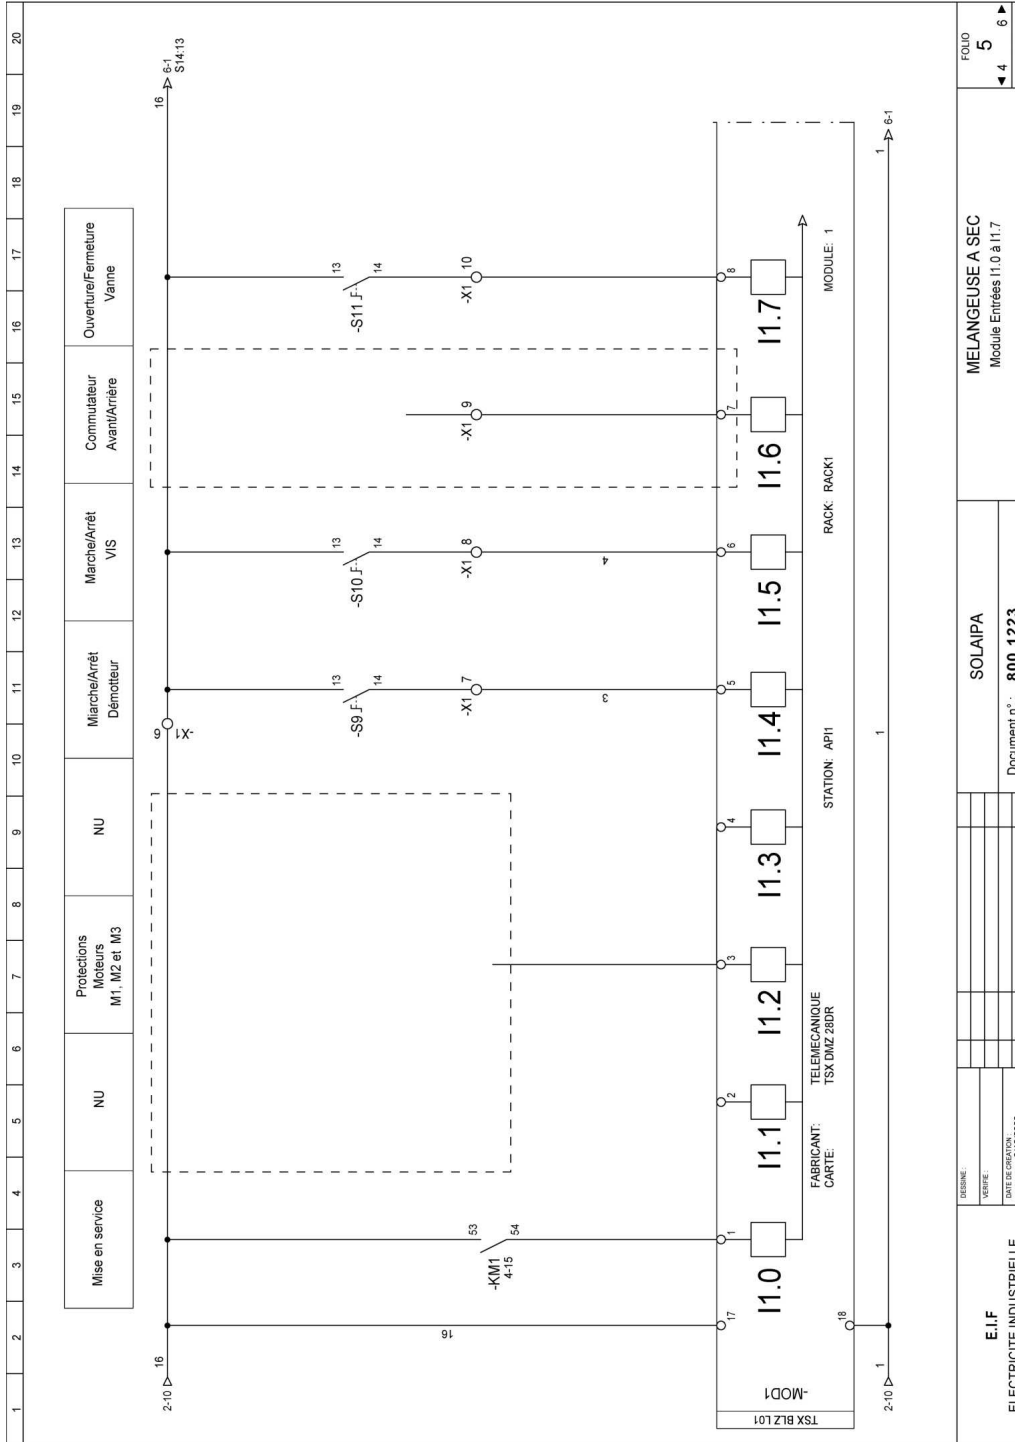 1 2 3 4 5 6 7 8 9 10 11 12 13 14 15 16 17 18 19 20
Mise en service
NU
Protections
Moteurs
M1, M2 et M3
NU
Miarche/Arrêt
Démotteur
Marche/Arrêt
VIS
Commutateur
Avant/Arrière
Ouverture/Fermeture
Vanne
2-10
16
6
-X1
16
6-1
S14:13
16
-KM1
4-15
53
54
-S9
13
14
-X1
7
3
-S10
13
14
-X1
8
4
-X1
9
-S11
13
14
-X1
10
17
1
2
3
4
5
6
7
8
TSX BLZ L01
-MOD1
I1.0
I1.1
I1.2
I1.3
I1.4
I1.5
I1.6
I1.7
18
FABRICANT: TELEMECANIQUE
CARTE: TSX DMZ 28DR
STATION: API1
RACK: RACK1
MODULE: 1
2-10
1
1
1
6-1
E.I.F
ELECTRICITE INDUSTRIELLE
DESSINE :
VERIFIE :
DATE DE CREATION :
SOLAIPA
Document n° : 800 1223
MELANGEUSE A SEC
Module Entrées I1.0 à I1.7
FOLIO
5
4
6